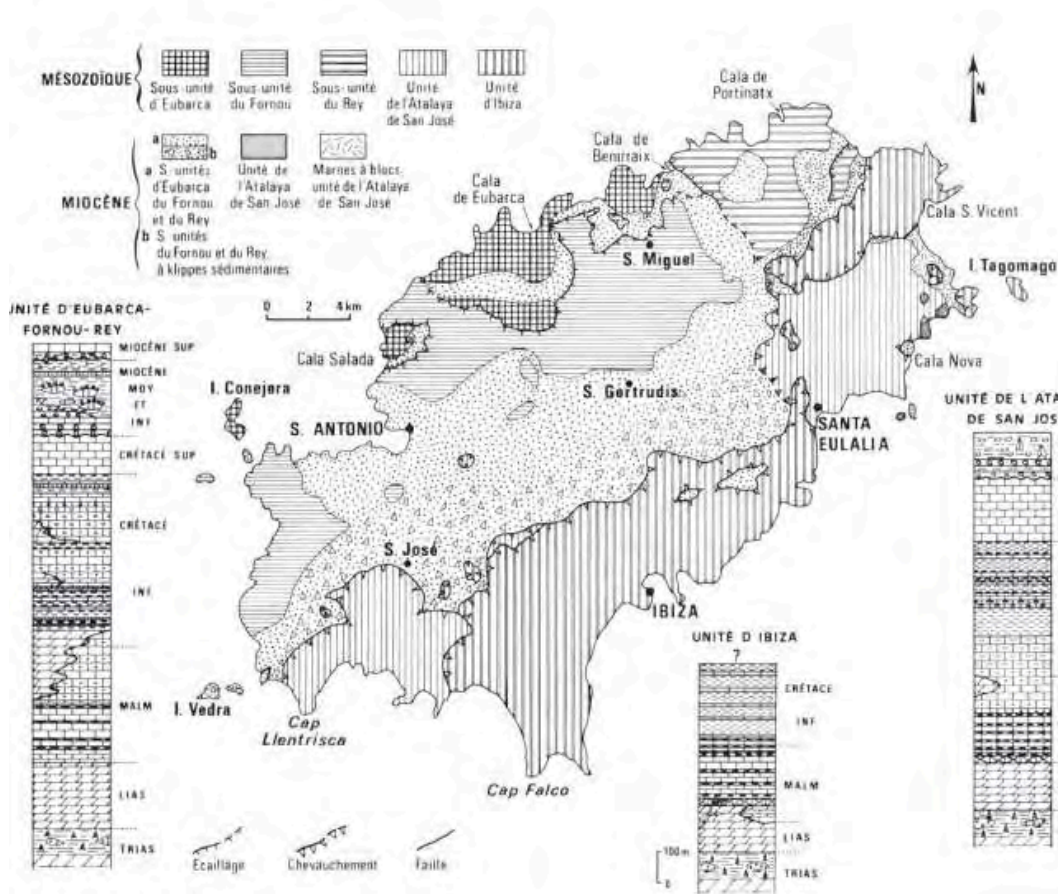 MÉSOZOÏQUE
Sous-unité
d'Eubarca
Sous-unité
du Fornou
Sous-unité
du Rey
Unité
de l'Atalaya
de San José
Unité
d'Ibiza
MIOCÈNE
a
b
a S. unités
d'Eubarca
du Fornou
et du Rey
b S. unités
du Fornou et du Rey
à klippes sédimentaires
Unité de
l'Atalaya
de San José
Marnes à blocs
unité de l'Atalaya
de San José
N
Cala de
Portinatx
Cala de
Benirraix
Cala
de Eubarca
Cala S. Vicent
I. Tagomago
S. Miguel
0 2 4 km
Cala Salada
Cala Nova
I. Conejera
S. Gertrudis
S. ANTONIO
SANTA
EULALIA
S. José
IBIZA
I. Vedra
Cap
Llentrisca
Cap Falco
UNITÉ D'EUBARCA-
FORNOU-REY
MIOCÈNE SUP
MIOCÈNE
MOY
ET
INF
CRÉTACÉ SUP
CRÉTACÉ
INF
MALM
LIAS
TRIAS
Ecaillage
Chevauchement
Faille
UNITÉ D IBIZA
?
CRÉTACÉ
INF
MALM
LIAS
TRIAS
100 m
0
UNITÉ DE L ATA
DE SAN JOS